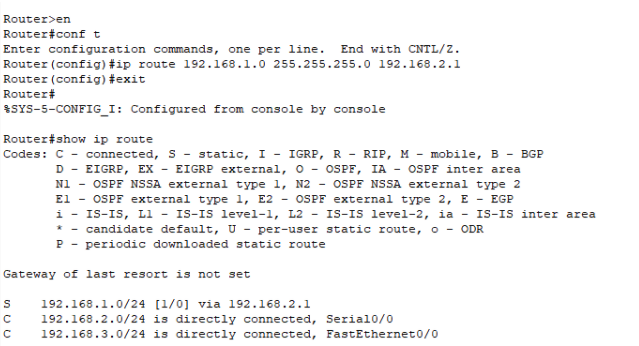 Router>en
Router#conf t
Enter configuration commands, one per line.  End with CNTL/Z.
Router(config)#ip route 192.168.1.0 255.255.255.0 192.168.2.1
Router(config)#exit
Router#
%SYS-5-CONFIG_I: Configured from console by console

Router#show ip route
Codes: C - connected, S - static, I - IGRP, R - RIP, M - mobile, B - BGP
       D - EIGRP, EX - EIGRP external, O - OSPF, IA - OSPF inter area
       N1 - OSPF NSSA external type 1, N2 - OSPF NSSA external type 2
       E1 - OSPF external type 1, E2 - OSPF external type 2, E - EGP
       i - IS-IS, L1 - IS-IS level-1, L2 - IS-IS level-2, ia - IS-IS inter area
       * - candidate default, U - per-user static route, o - ODR
       P - periodic downloaded static route

Gateway of last resort is not set

S    192.168.1.0/24 [1/0] via 192.168.2.1
C    192.168.2.0/24 is directly connected, Serial0/0
C    192.168.3.0/24 is directly connected, FastEthernet0/0